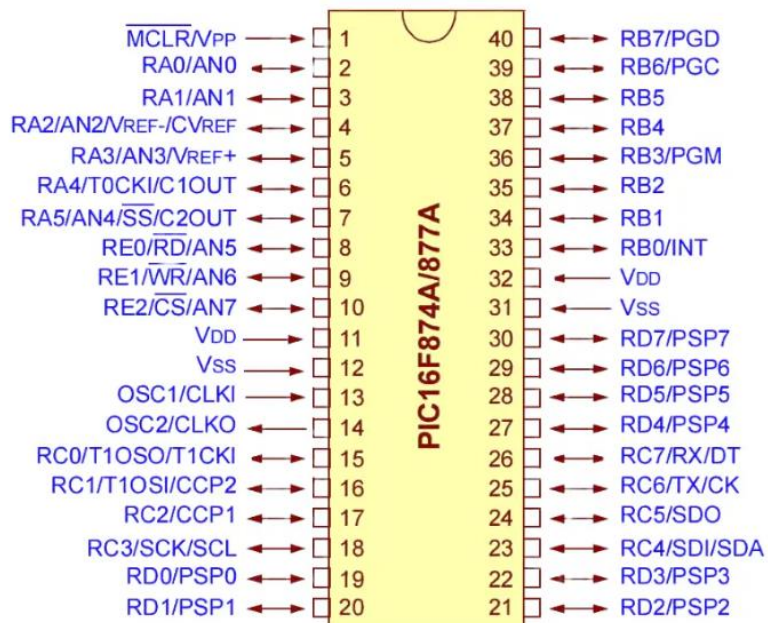 MCLR/VPP 1 40 RB7/PGD
RA0/AN0 2 39 RB6/PGC
RA1/AN1 3 38 RB5
RA2/AN2/VREF-/CVREF 4 37 RB4
RA3/AN3/VREF+ 5 36 RB3/PGM
RA4/T0CKI/C1OUT 6 35 RB2
RA5/AN4/SS/C2OUT 7 34 RB1
RE0/RD/AN5 8 33 RB0/INT
RE1/WR/AN6 9 32 VDD
RE2/CS/AN7 10 31 VSS
VDD 11 30 RD7/PSP7
VSS 12 29 RD6/PSP6
OSC1/CLKI 13 28 RD5/PSP5
OSC2/CLKO 14 27 RD4/PSP4
RC0/T1OSO/T1CKI 15 26 RC7/RX/DT
RC1/T1OSI/CCP2 16 25 RC6/TX/CK
RC2/CCP1 17 24 RC5/SDO
RC3/SCK/SCL 18 23 RC4/SDI/SDA
RD0/PSP0 19 22 RD3/PSP3
RD1/PSP1 20 21 RD2/PSP2
PIC16F874A/877A